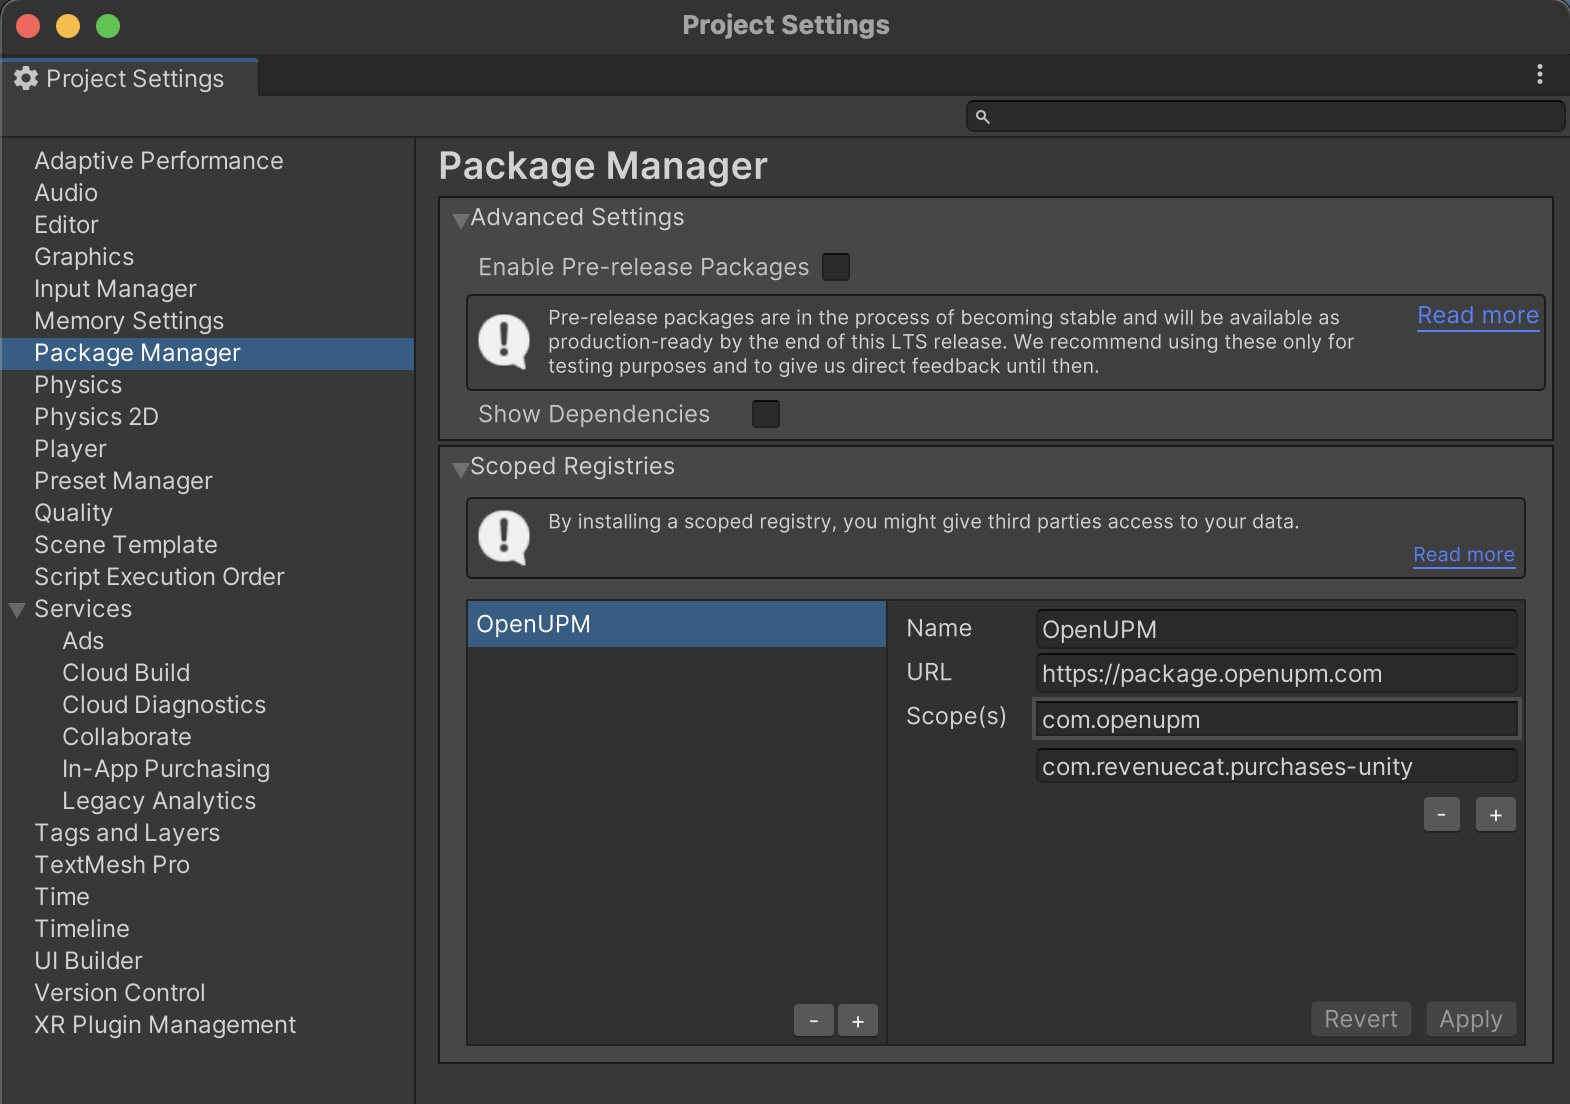 Project Settings
Project Settings
Adaptive Performance
Audio
Editor
Graphics
Input Manager
Memory Settings
Package Manager
Physics
Physics 2D
Player
Preset Manager
Quality
Scene Template
Script Execution Order
Services
Ads
Cloud Build
Cloud Diagnostics
Collaborate
In-App Purchasing
Legacy Analytics
Tags and Layers
TextMesh Pro
Time
Timeline
UI Builder
Version Control
XR Plugin Management
Package Manager
Advanced Settings
Enable Pre-release Packages
Pre-release packages are in the process of becoming stable and will be available as
production-ready by the end of this LTS release. We recommend using these only for
testing purposes and to give us direct feedback until then.
Read more
Show Dependencies
Scoped Registries
By installing a scoped registry, you might give third parties access to your data.
Read more
OpenUPM
- +
Name OpenUPM
URL https://package.openupm.com
Scope(s) com.openupm
com.revenuecat.purchases-unity
- +
Revert Apply